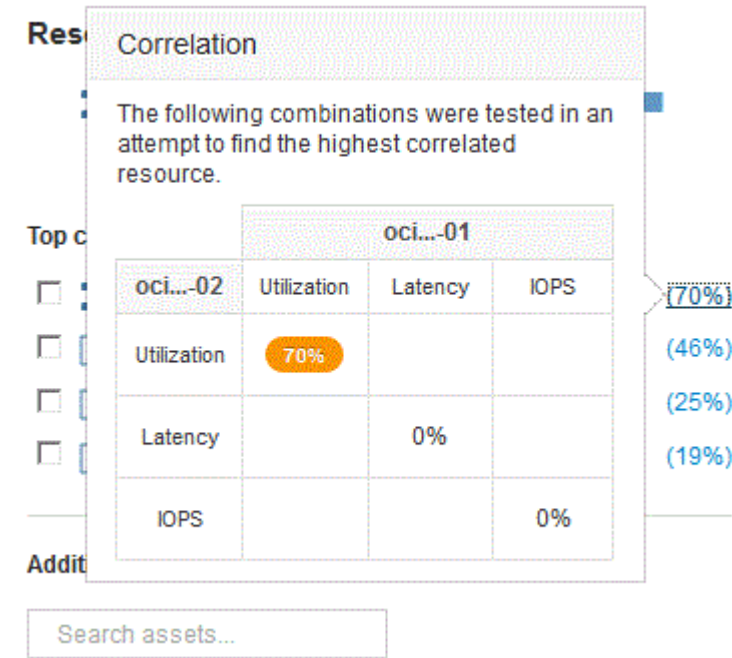 Res
Correlation
The following combinations were tested in an
attempt to find the highest correlated
resource.
Top c
oci...-01
oci...-02 Utilization Latency IOPS
(70%)
Utilization 70%
(46%)
(25%)
Latency 0%
(19%)
IOPS 0%
Addit
Search assets...